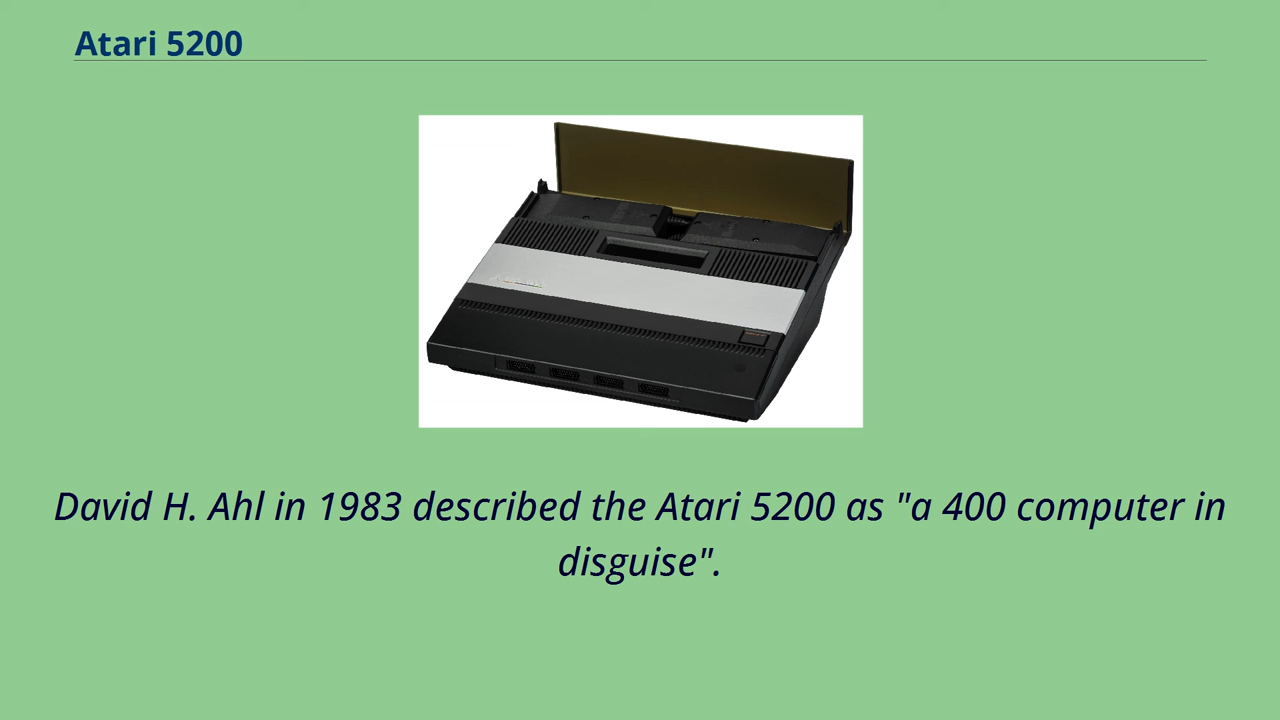 Atari 5200
David H. Ahl in 1983 described the Atari 5200 as "a 400 computer in
disguise".